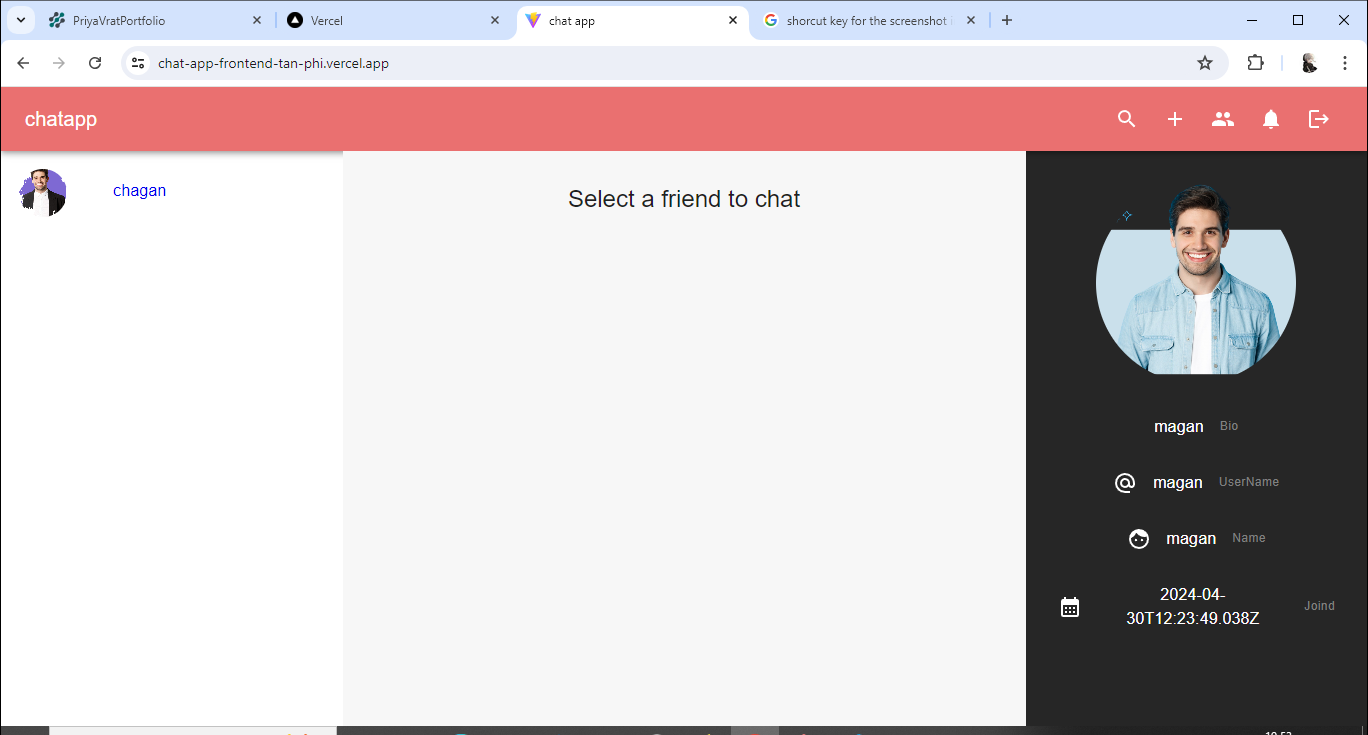 PriyaVratPortfolio
Vercel
chat app
shorcut key for the screenshot
chat-app-frontend-tan-phi.vercel.app
chatapp
chagan
Select a friend to chat
magan Bio
magan UserName
magan Name
2024-04-
30T12:23:49.038Z
Joind